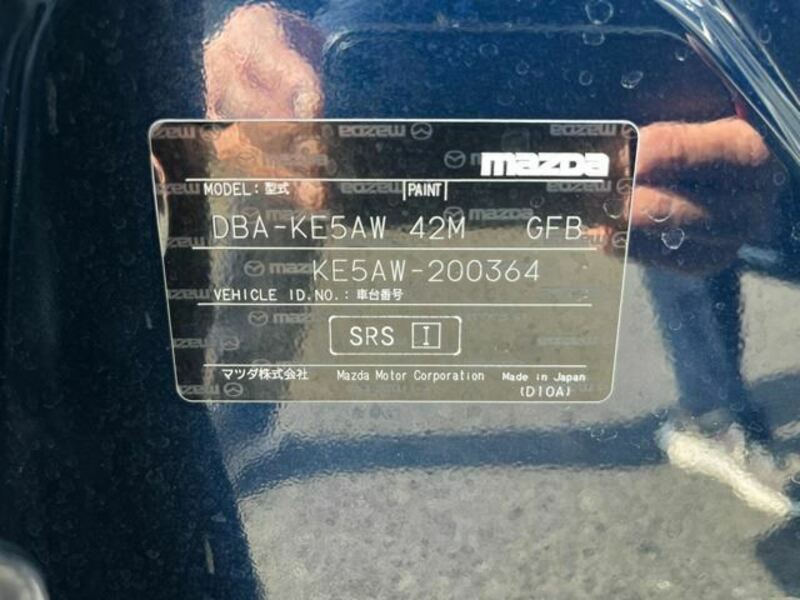 mazda
MODEL: 型式 PAINT
DBA-KE5AW 42M GFB
KE5AW-200364
VEHICLE ID.NO.: 車台番号
SRS I
マツダ株式会社 Mazda Motor Corporation Made in Japan
(D10A)